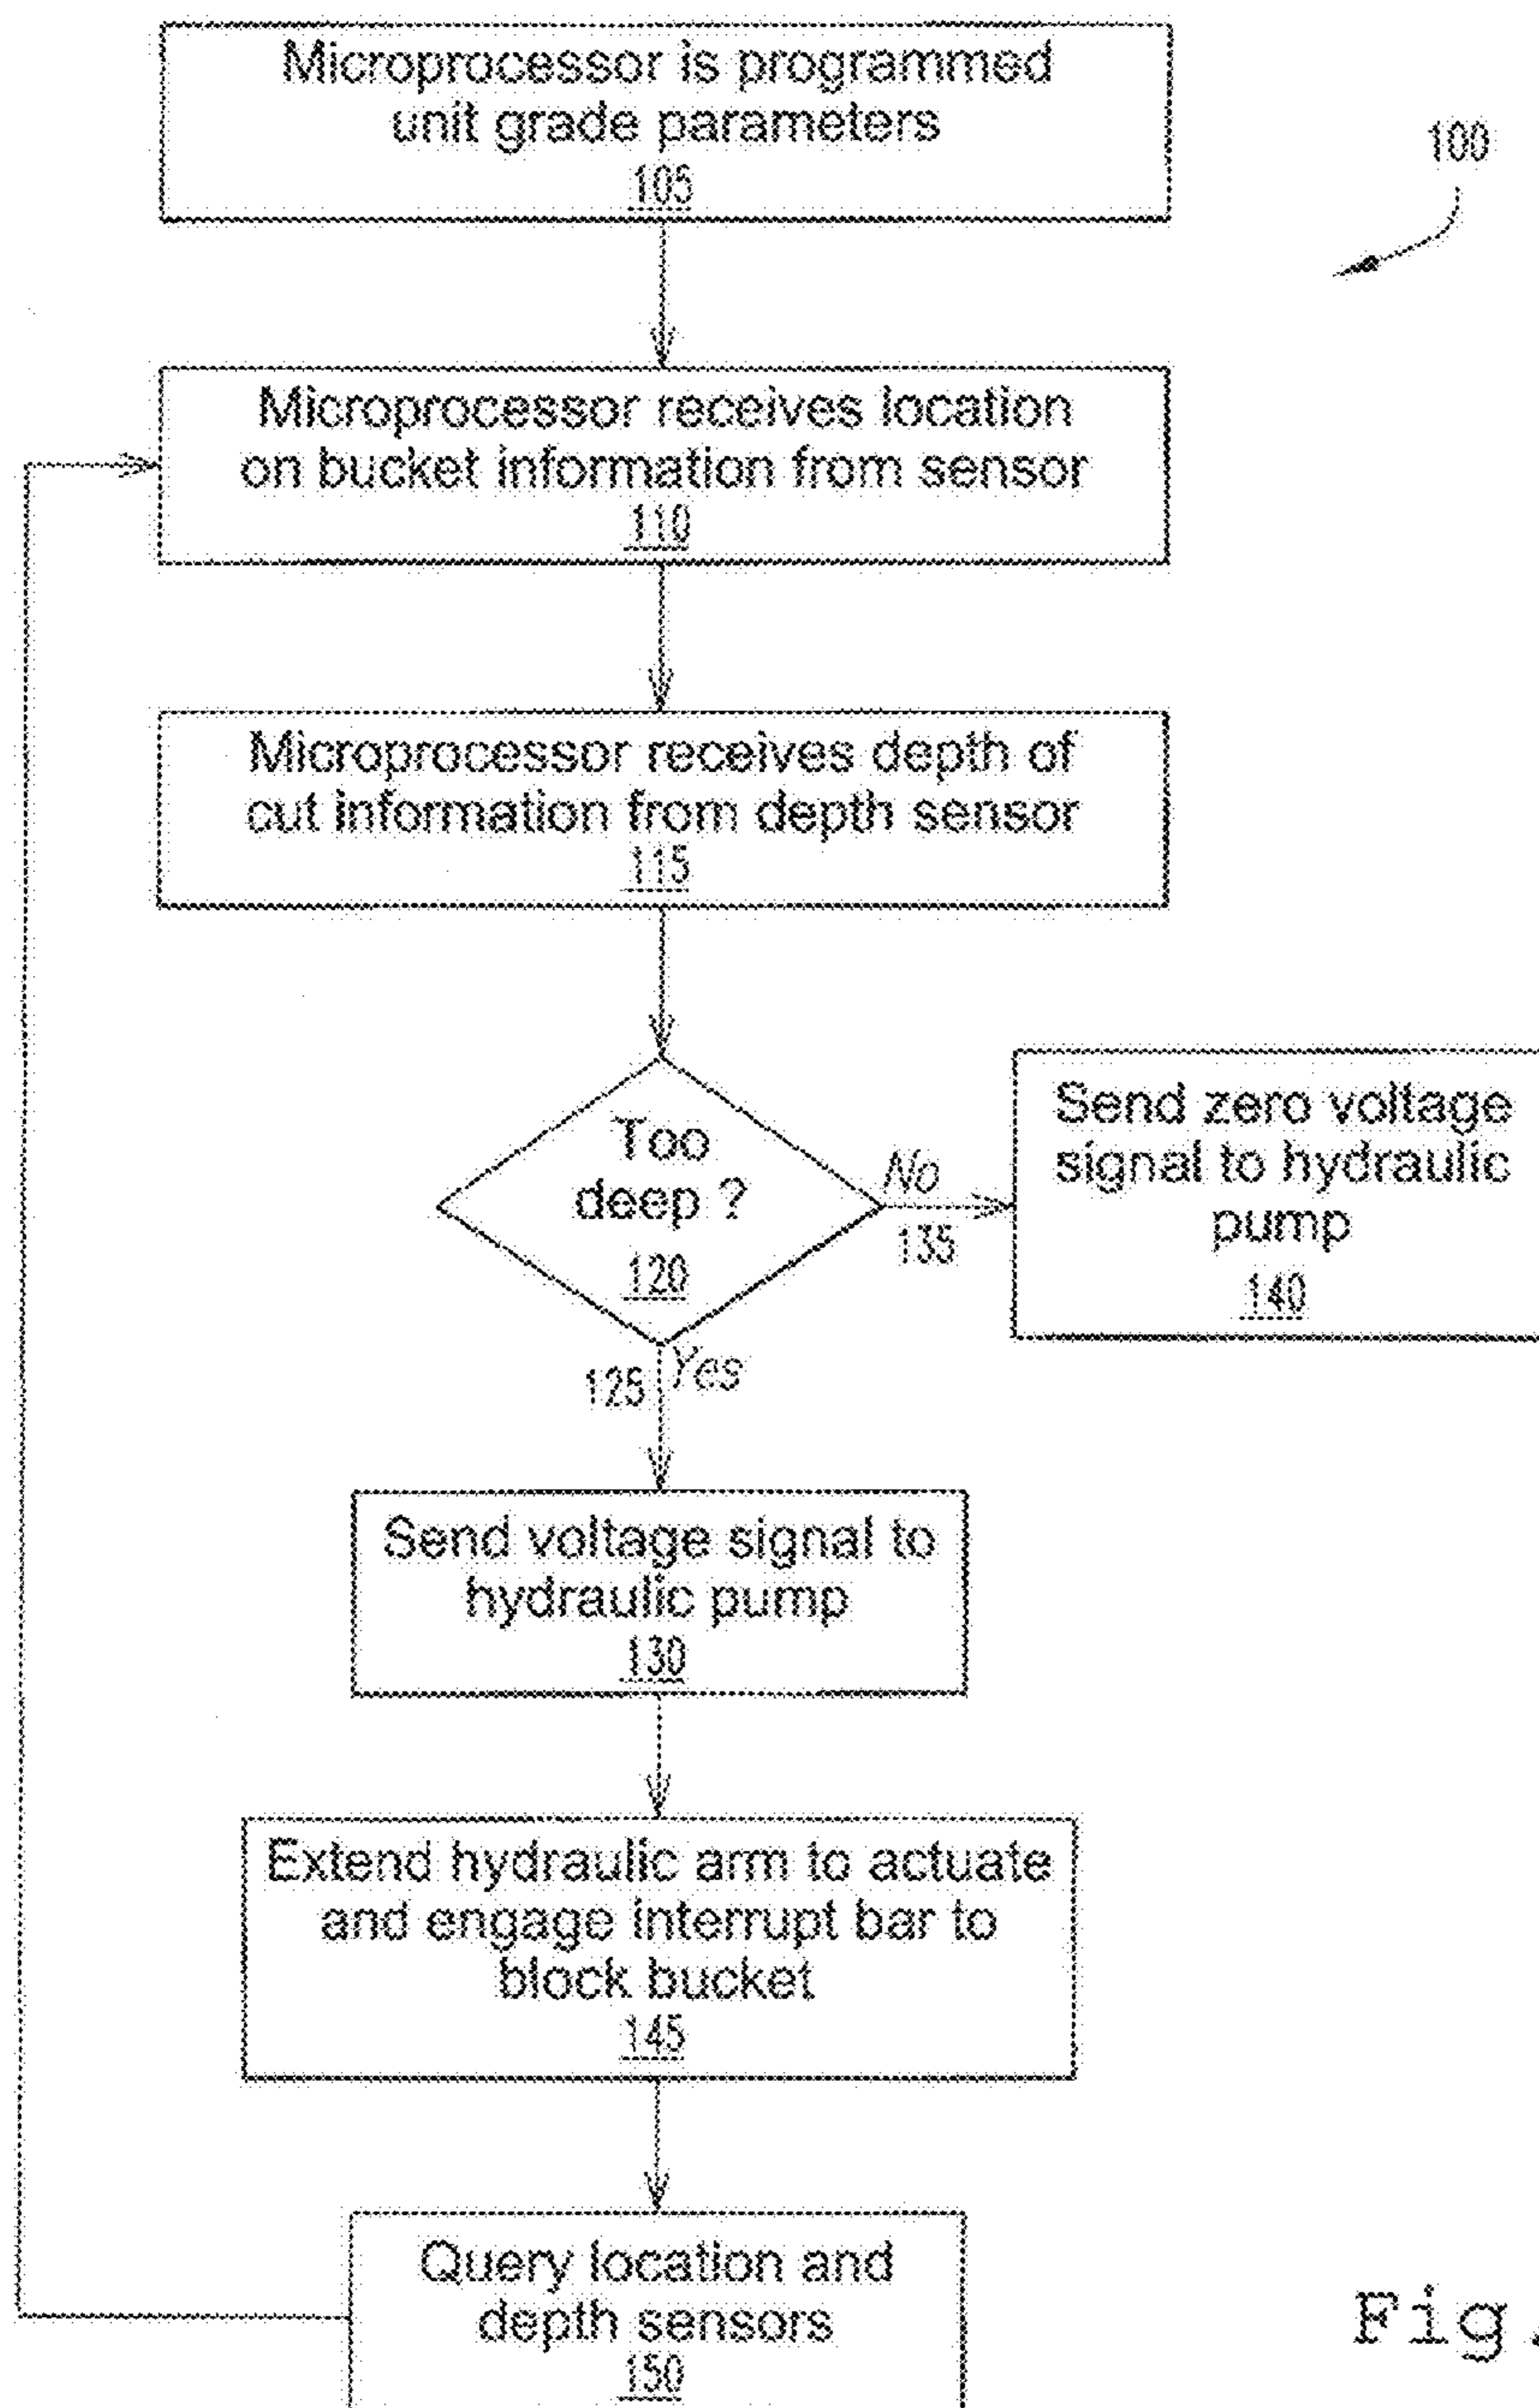 Microprocessor is programmed
unit grade parameters
105
100
Microprocessor receives location
on bucket information from sensor
110
Microprocessor receives depth of
cut information from depth sensor
115
Too
deep ?
120
No
135
Send zero voltage
signal to hydraulic
pump
140
125
Yes
Send voltage signal to
hydraulic pump
130
Extend hydraulic arm to actuate
and engage interrupt bar to
block bucket
145
Query location and
depth sensors
150
Fig.